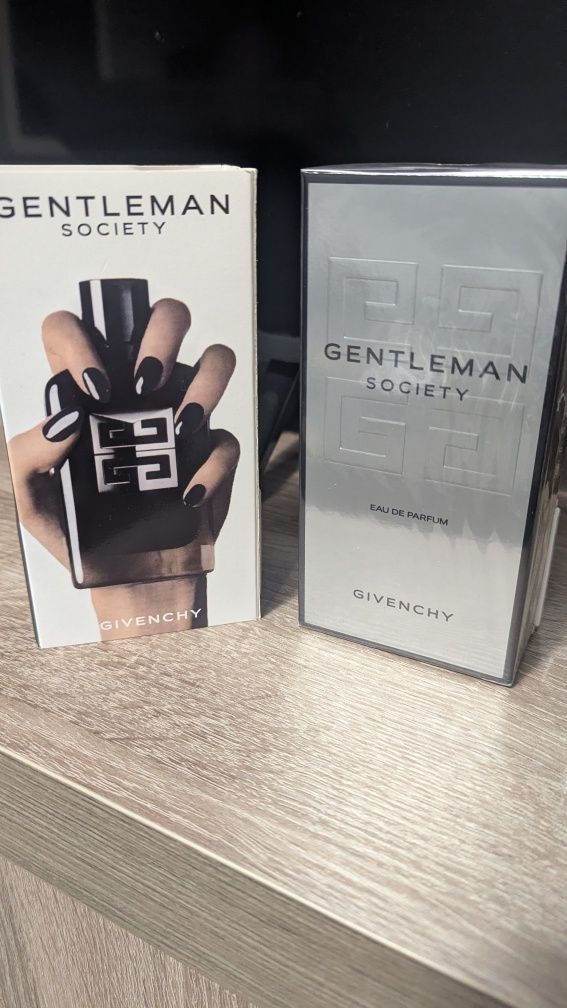 GENTLEMAN
SOCIETY
GIVENCHY
GENTLEMAN
SOCIETY
EAU DE PARFUM
GIVENCHY